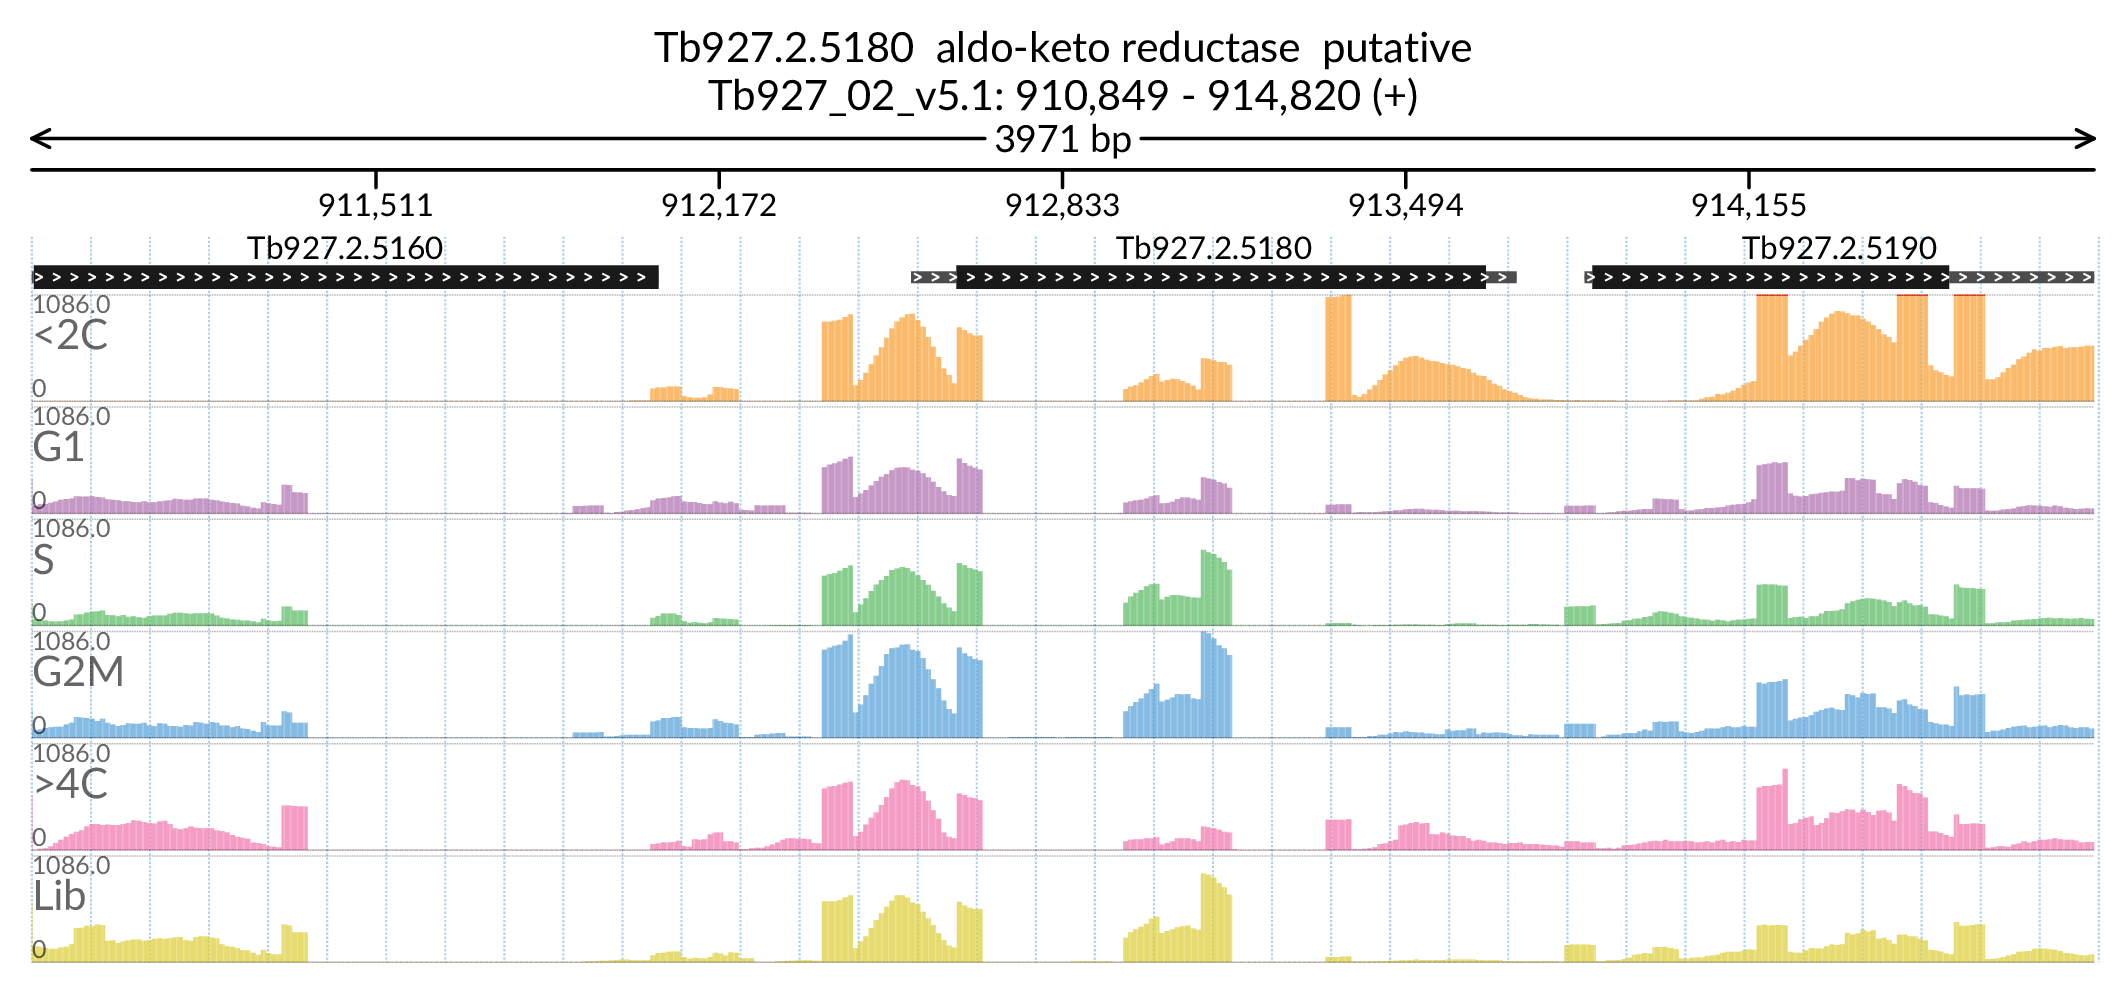 Tb927.2.5180  aldo-keto reductase  putative
Tb927_02_v5.1: 910,849 - 914,820 (+)
3971 bp
911,511 912,172 912,833 913,494 914,155
Tb927.2.5160 Tb927.2.5180 Tb927.2.5190
1086.0
<2C
0
1086.0
G1
0
1086.0
S
0
1086.0
G2M
0
1086.0
>4C
0
1086.0
Lib
0